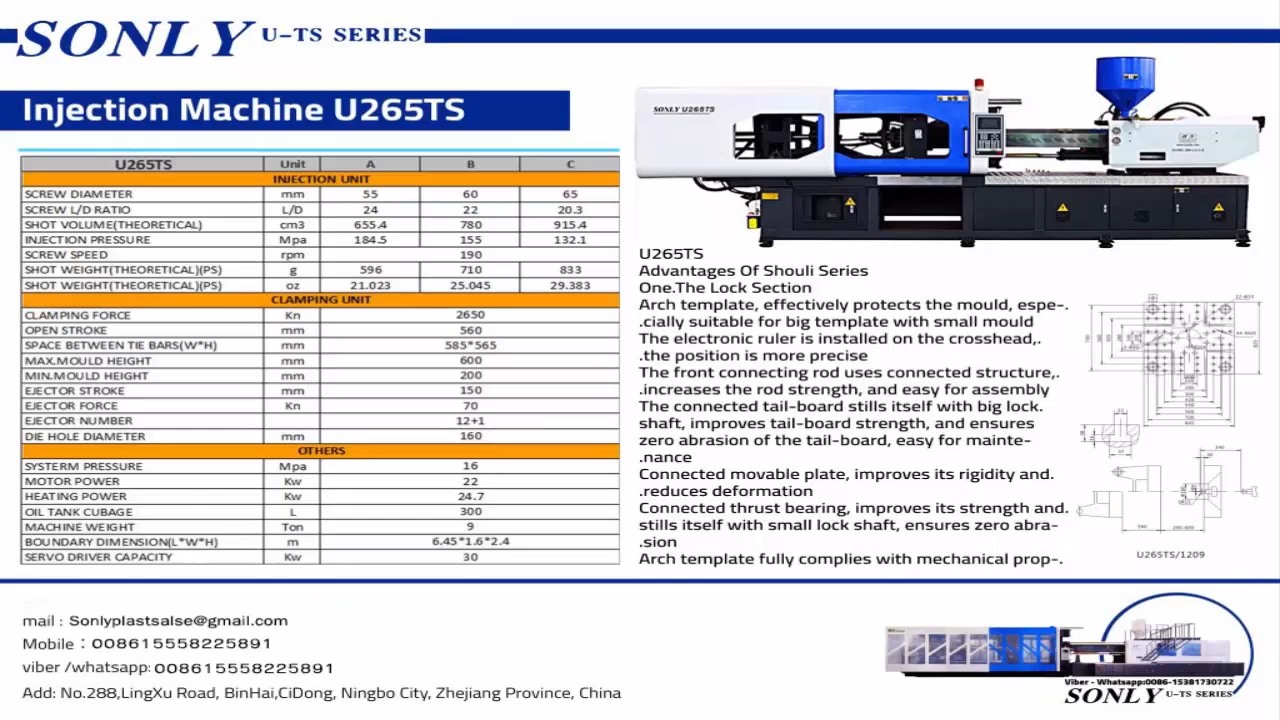 SONLY U-TS SERIES
Injection Machine U265TS
U265TS Unit A B C
INJECTION UNIT
SCREW DIAMETER mm 55 60 65
SCREW L/D RATIO L/D 24 22 20.3
SHOT VOLUME(THEORETICAL) cm3 655.4 780 915.4
INJECTION PRESSURE Mpa 184.5 155 132.1
SCREW SPEED rpm 190
SHOT WEIGHT(THEORETICAL)(PS) g 596 710 833
SHOT WEIGHT(THEORETICAL)(PS) oz 21.023 25.045 29.383
CLAMPING UNIT
CLAMPING FORCE Kn 2650
OPEN STROKE mm 560
SPACE BETWEEN TIE BARS(W*H) mm 585*565
MAX.MOULD HEIGHT mm 600
MIN.MOULD HEIGHT mm 200
EJECTOR STROKE mm 150
EJECTOR FORCE Kn 70
EJECTOR NUMBER 12+1
DIE HOLE DIAMETER mm 160
OTHERS
SYSTERM PRESSURE Mpa 16
MOTOR POWER Kw 22
HEATING POWER Kw 24.7
OIL TANK CUBAGE L 300
MACHINE WEIGHT Ton 9
BOUNDARY DIMENSION(L*W*H) m 6.45*1.6*2.4
SERVO DRIVER CAPACITY Kw 30
SONLY U265TS
U265TS
Advantages Of Shouli Series
One.The Lock Section
Arch template, effectively protects the mould, espe-.
.cially suitable for big template with small mould
The electronic ruler is installed on the crosshead,.
.the position is more precise
The front connecting rod uses connected structure,.
.increases the rod strength, and easy for assembly
The connected tail-board stills itself with big lock.
shaft, improves tail-board strength, and ensures
zero abrasion of the tail-board, easy for mainte-
.nance
Connected movable plate, improves its rigidity and.
.reduces deformation
Connected thrust bearing, improves its strength and.
stills itself with small lock shaft, ensures zero abra-
.sion
Arch template fully complies with mechanical prop-.
U265TS/1209
mail : Sonlyplastsalse@gmail.com
Mobile：008615558225891
viber /whatsapp: 008615558225891
Add: No.288,LingXu Road, BinHai,CiDong, Ningbo City, Zhejiang Province, China
Viber - Whatsapp:0086-15381730722
SONLY U-TS SERIES